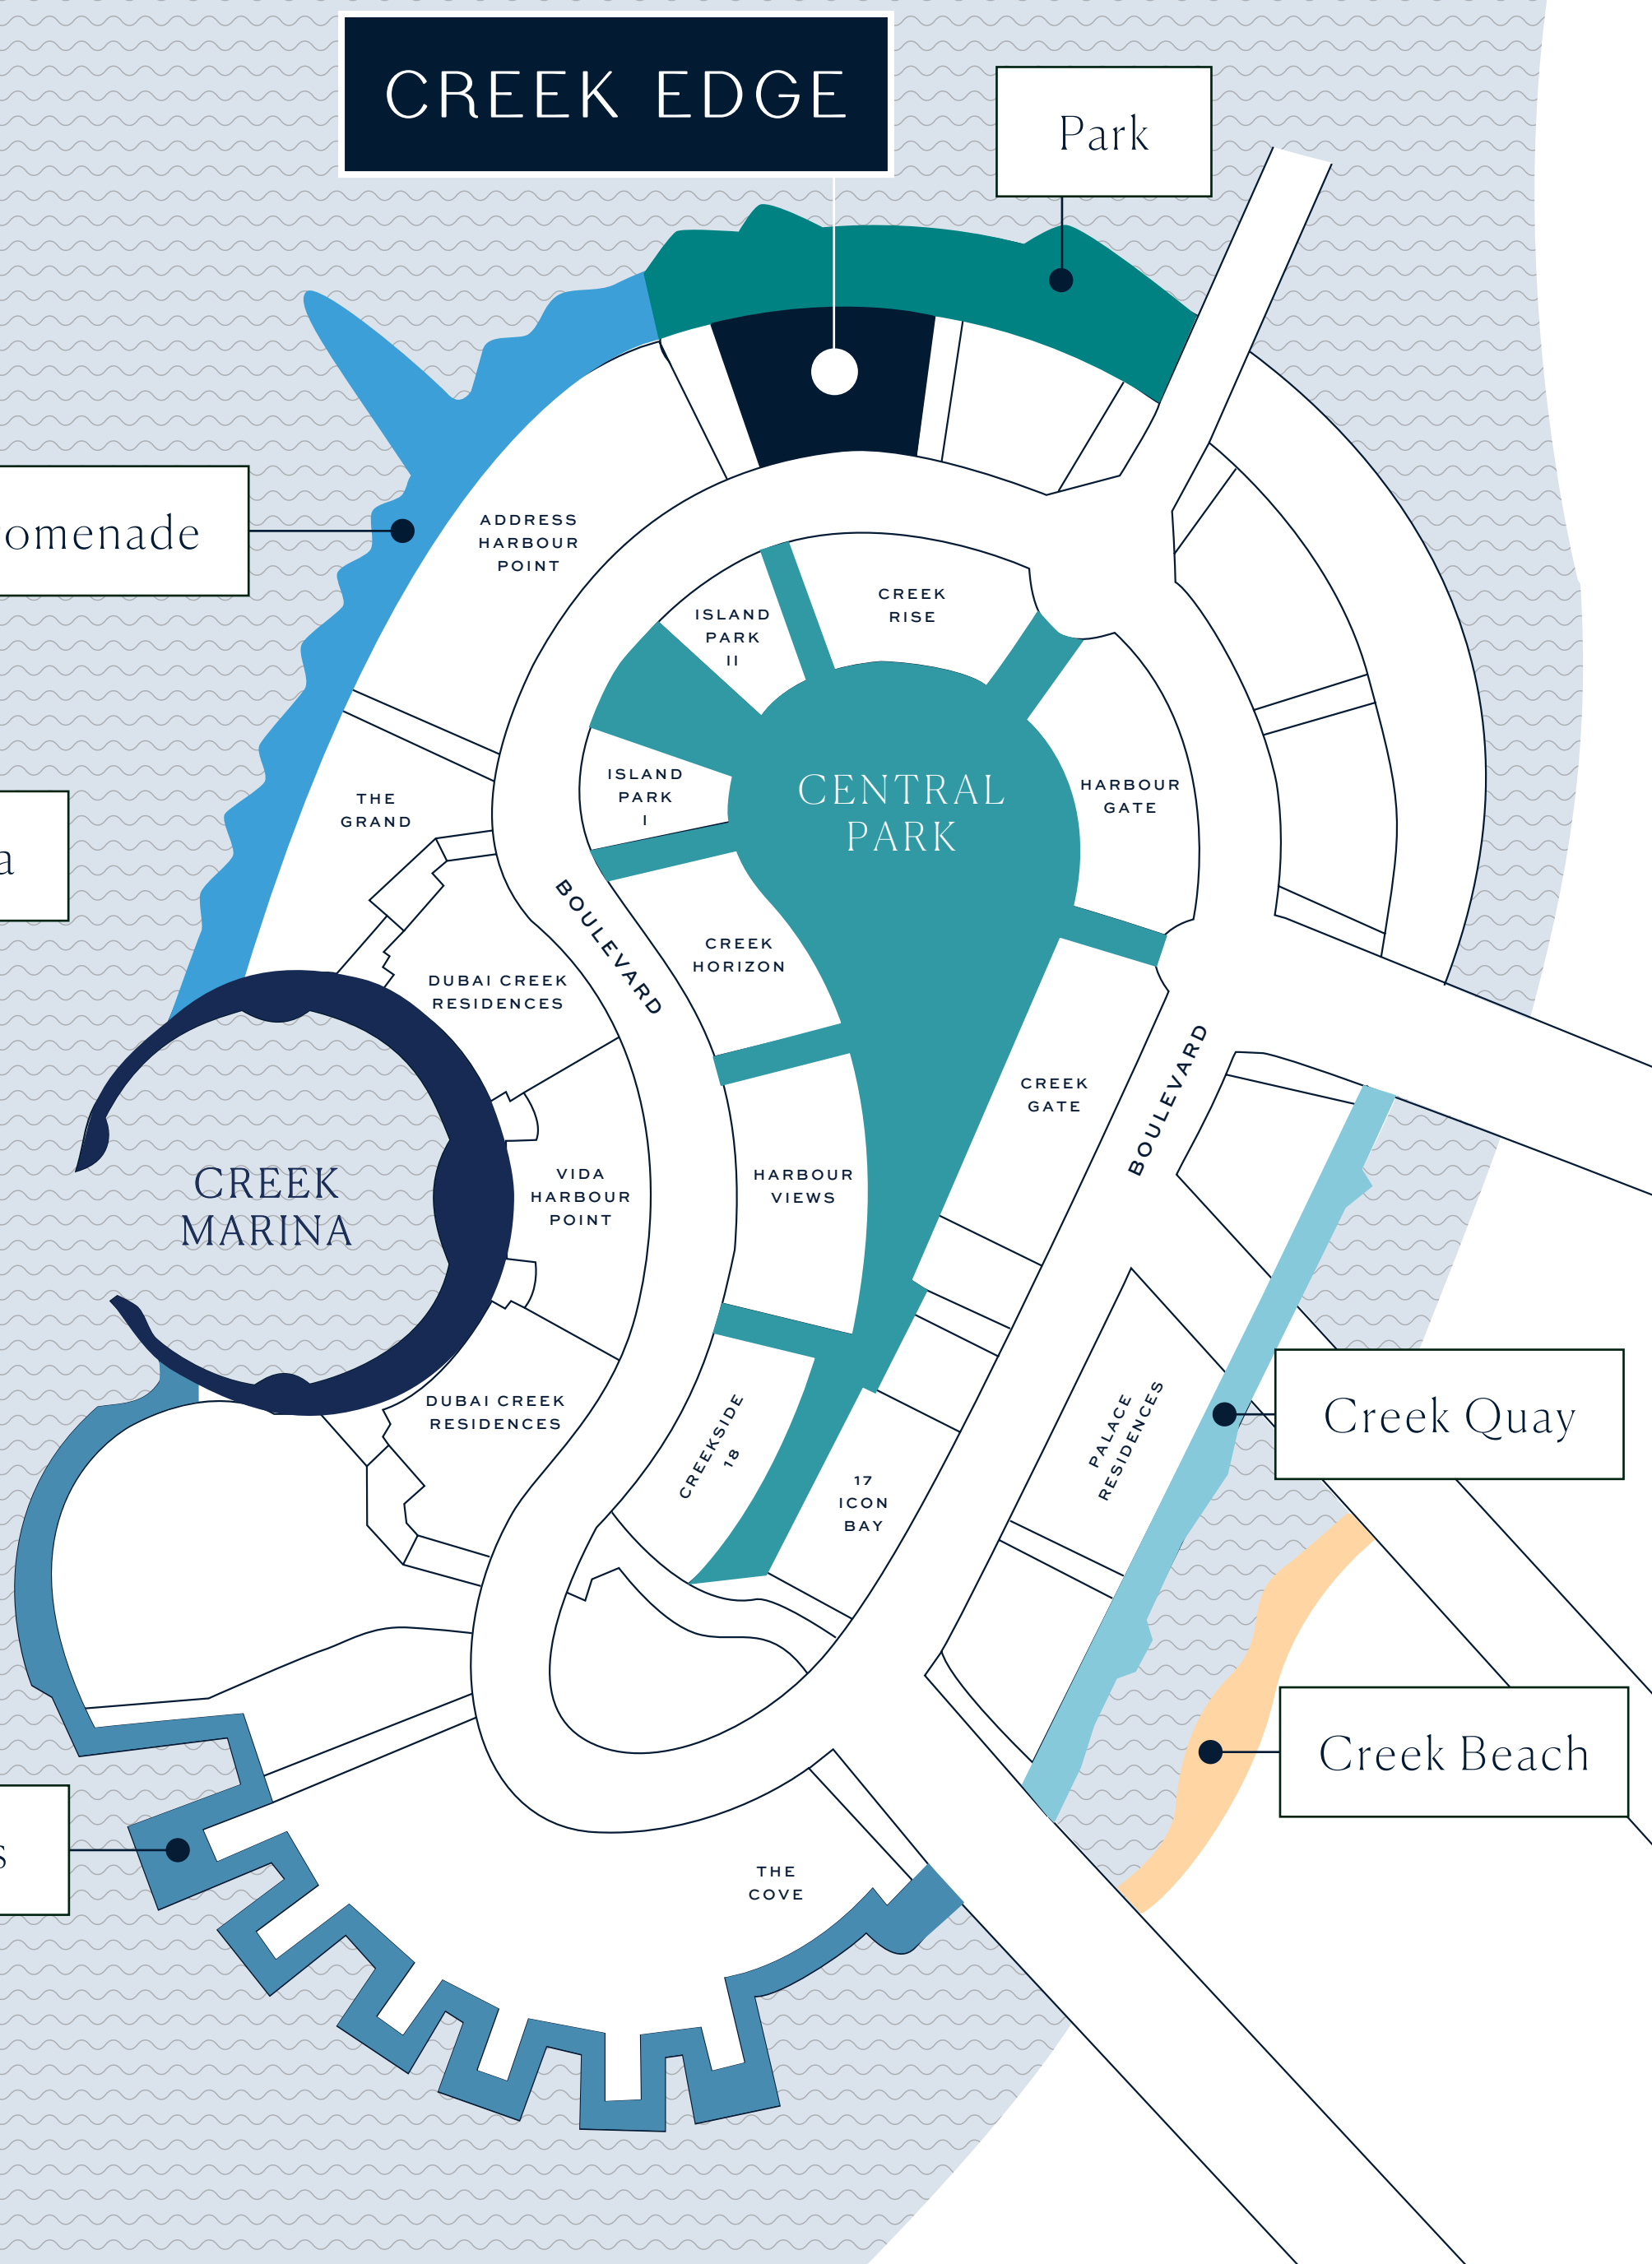 CREEK EDGE
Park
omenade
ADDRESS
HARBOUR
POINT
ISLAND
PARK
II
CREEK
RISE
ISLAND
PARK
I
CENTRAL
PARK
HARBOUR
GATE
THE
GRAND
a
BOULEVARD
CREEK
HORIZON
DUBAI CREEK
RESIDENCES
CREEK
GATE
BOULEVARD
CREEK
MARINA
VIDA
HARBOUR
POINT
HARBOUR
VIEWS
DUBAI CREEK
RESIDENCES
CREEKSIDE
18
17
ICON
BAY
PALACE
RESIDENCES
Creek Quay
Creek Beach
s
THE
COVE